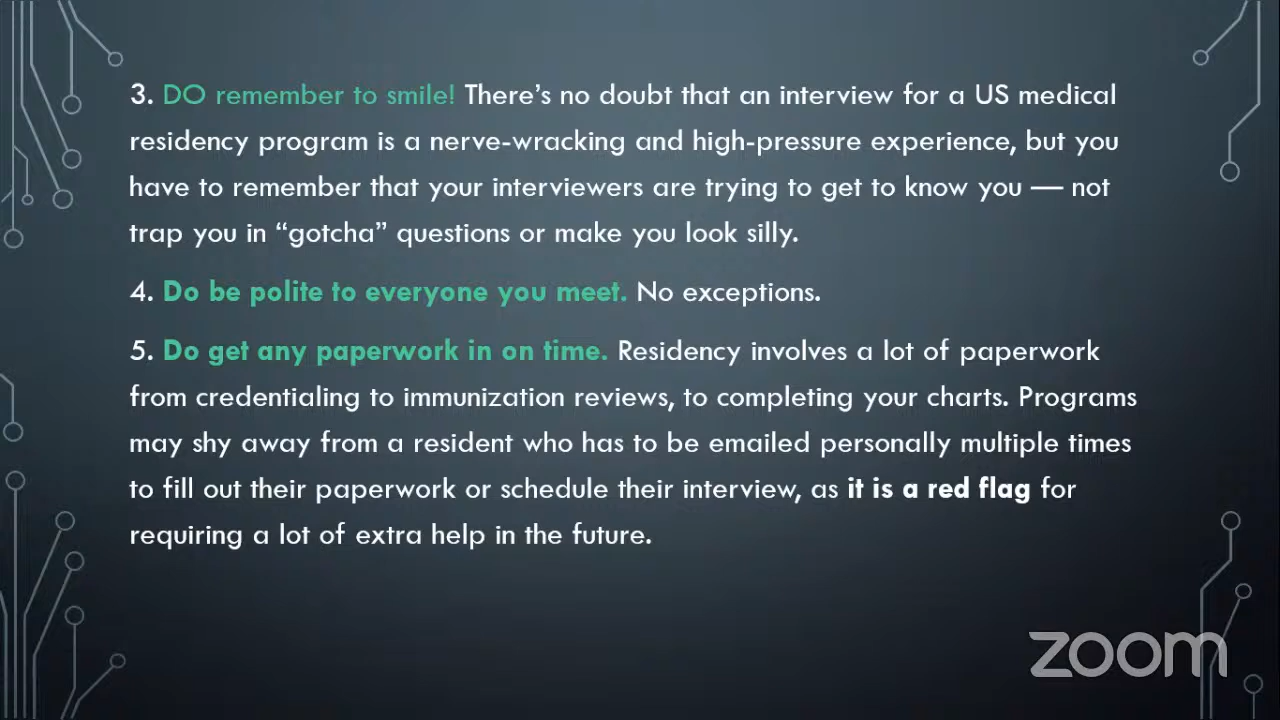 3. DO remember to smile! There’s no doubt that an interview for a US medical
residency program is a nerve-wracking and high-pressure experience, but you
have to remember that your interviewers are trying to get to know you — not
trap you in “gotcha” questions or make you look silly.
4. Do be polite to everyone you meet. No exceptions.
5. Do get any paperwork in on time. Residency involves a lot of paperwork
from credentialing to immunization reviews, to completing your charts. Programs
may shy away from a resident who has to be emailed personally multiple times
to fill out their paperwork or schedule their interview, as it is a red flag for
requiring a lot of extra help in the future.
zoom